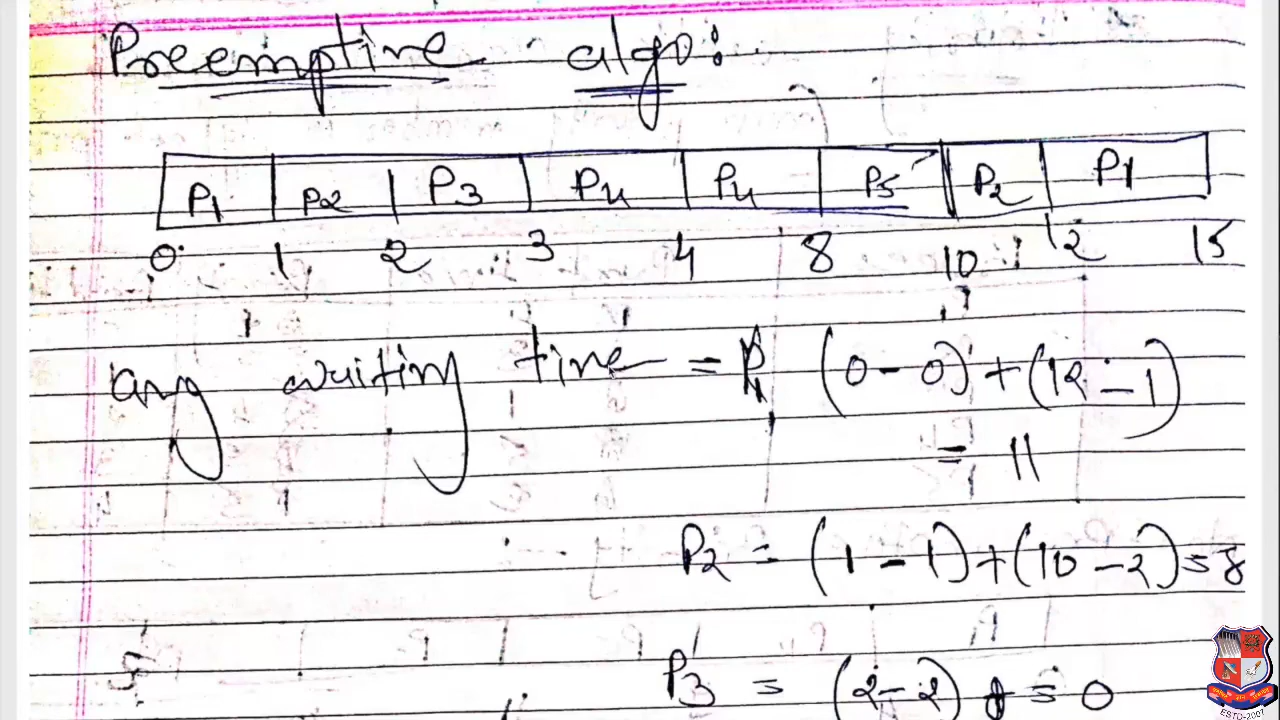 Preemptive algo:
P1 P2 P3 P4 P4 P5 P2 P1
0 1 2 3 4 8 10 12 15
avg waiting time = P1 (0-0)+(12-1)
= 11
P2 = (1-1)+(10-2)=8
P3 = (2-2) = 0